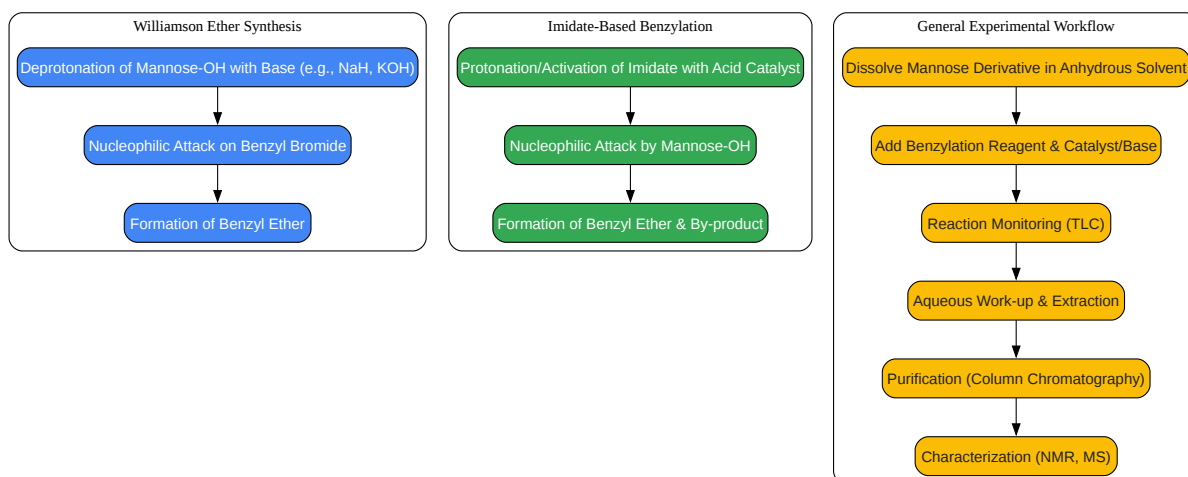 Williamson Ether Synthesis
Deprotonation of Mannose-OH with Base (e.g., NaH, KOH)
Nucleophilic Attack on Benzyl Bromide
Formation of Benzyl Ether
Imidate-Based Benzylation
Protonation/Activation of Imidate with Acid Catalyst
Nucleophilic Attack by Mannose-OH
Formation of Benzyl Ether & By-product
General Experimental Workflow
Dissolve Mannose Derivative in Anhydrous Solvent
Add Benzylation Reagent & Catalyst/Base
Reaction Monitoring (TLC)
Aqueous Work-up & Extraction
Purification (Column Chromatography)
Characterization (NMR, MS)